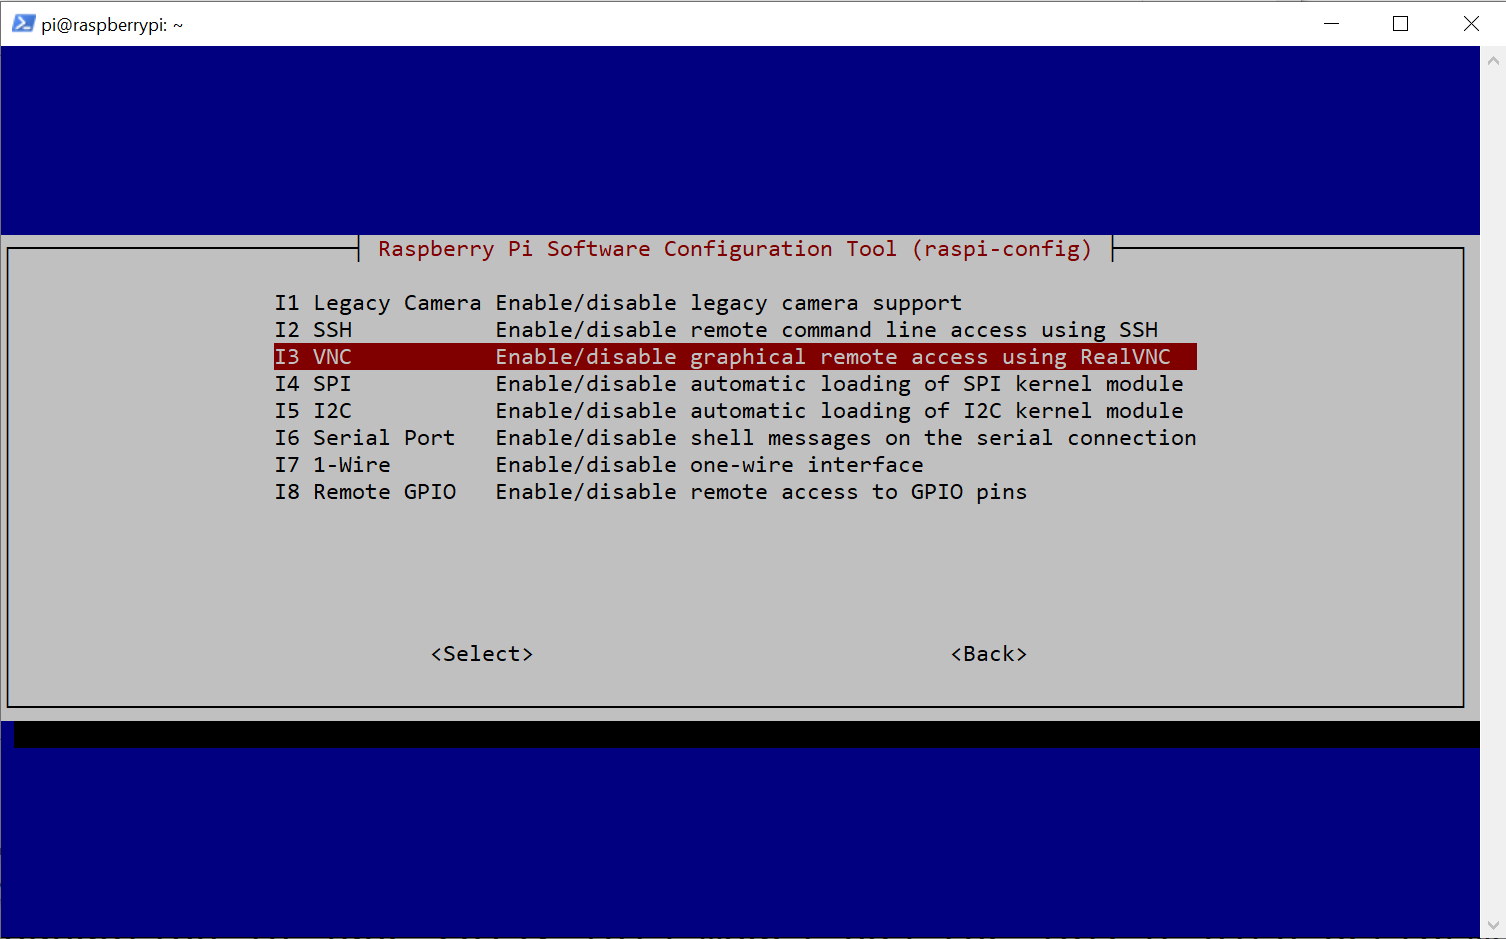 pi@raspberrypi: ~
Raspberry Pi Software Configuration Tool (raspi-config)
I1 Legacy Camera Enable/disable legacy camera support
I2 SSH Enable/disable remote command line access using SSH
I3 VNC Enable/disable graphical remote access using RealVNC
I4 SPI Enable/disable automatic loading of SPI kernel module
I5 I2C Enable/disable automatic loading of I2C kernel module
I6 Serial Port Enable/disable shell messages on the serial connection
I7 1-Wire Enable/disable one-wire interface
I8 Remote GPIO Enable/disable remote access to GPIO pins
<Select> <Back>